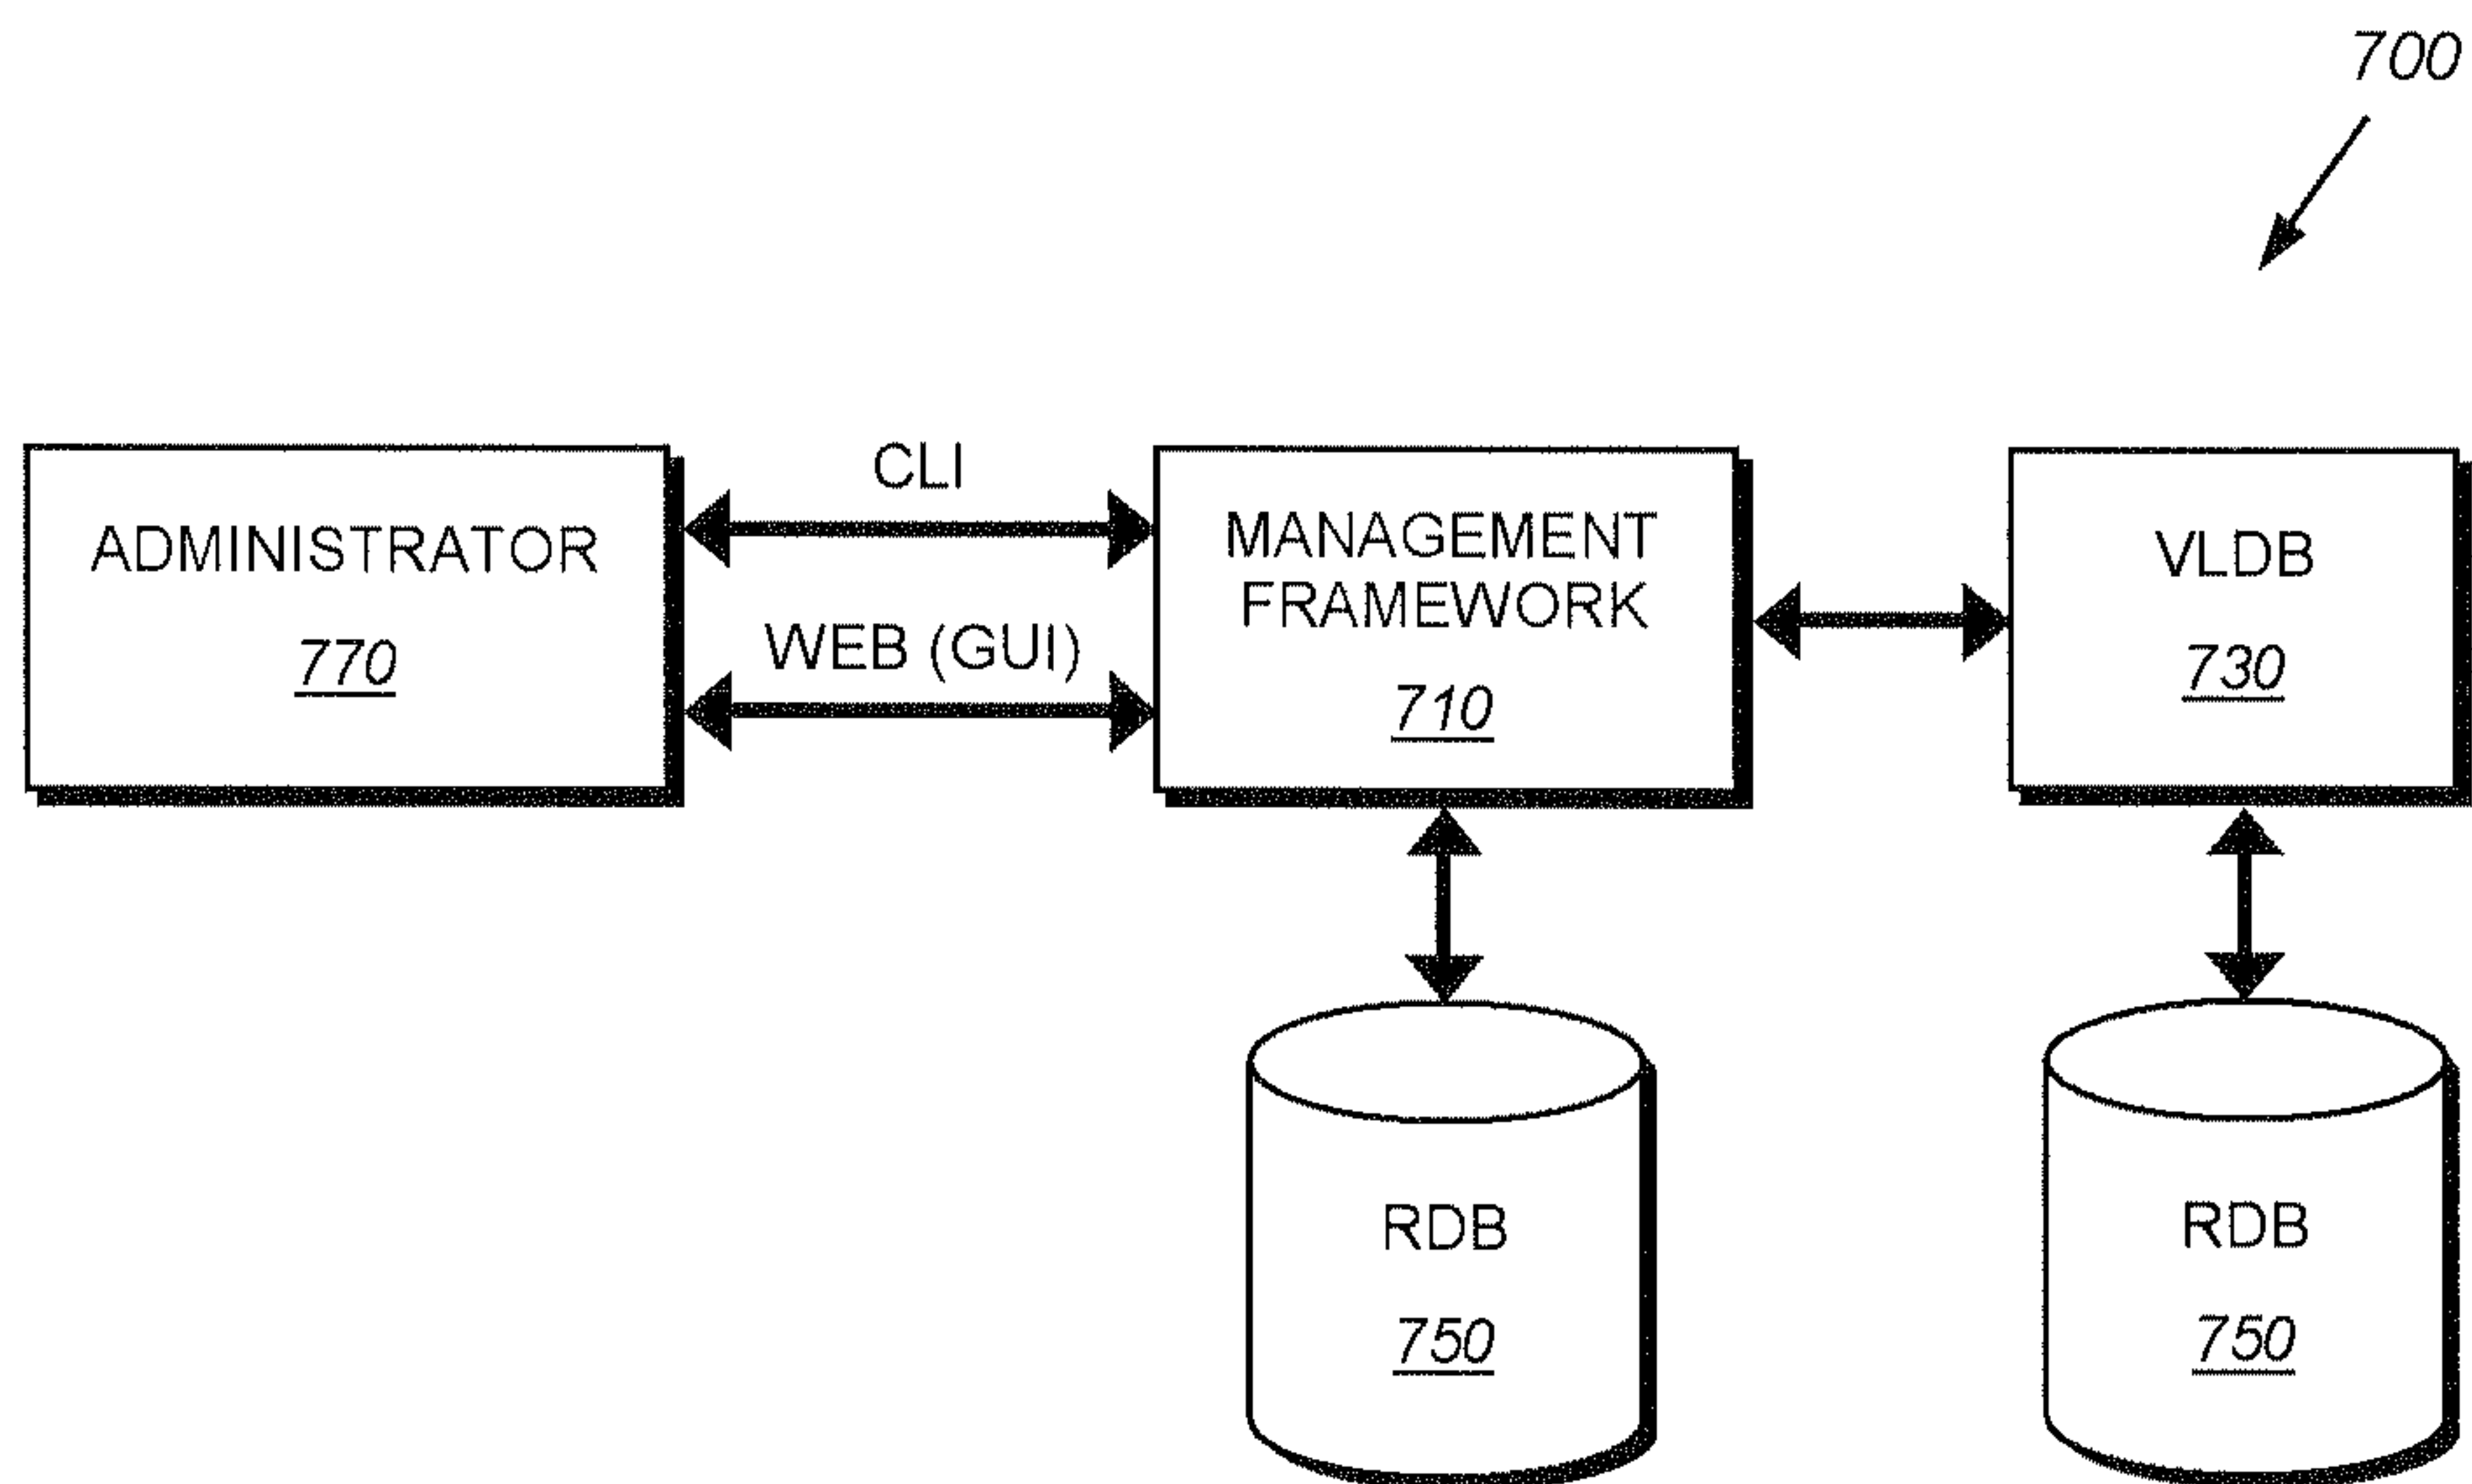 700
ADMINISTRATOR
770
CLI
WEB (GUI)
MANAGEMENT
FRAMEWORK
710
VLDB
730
RDB
750
RDB
750